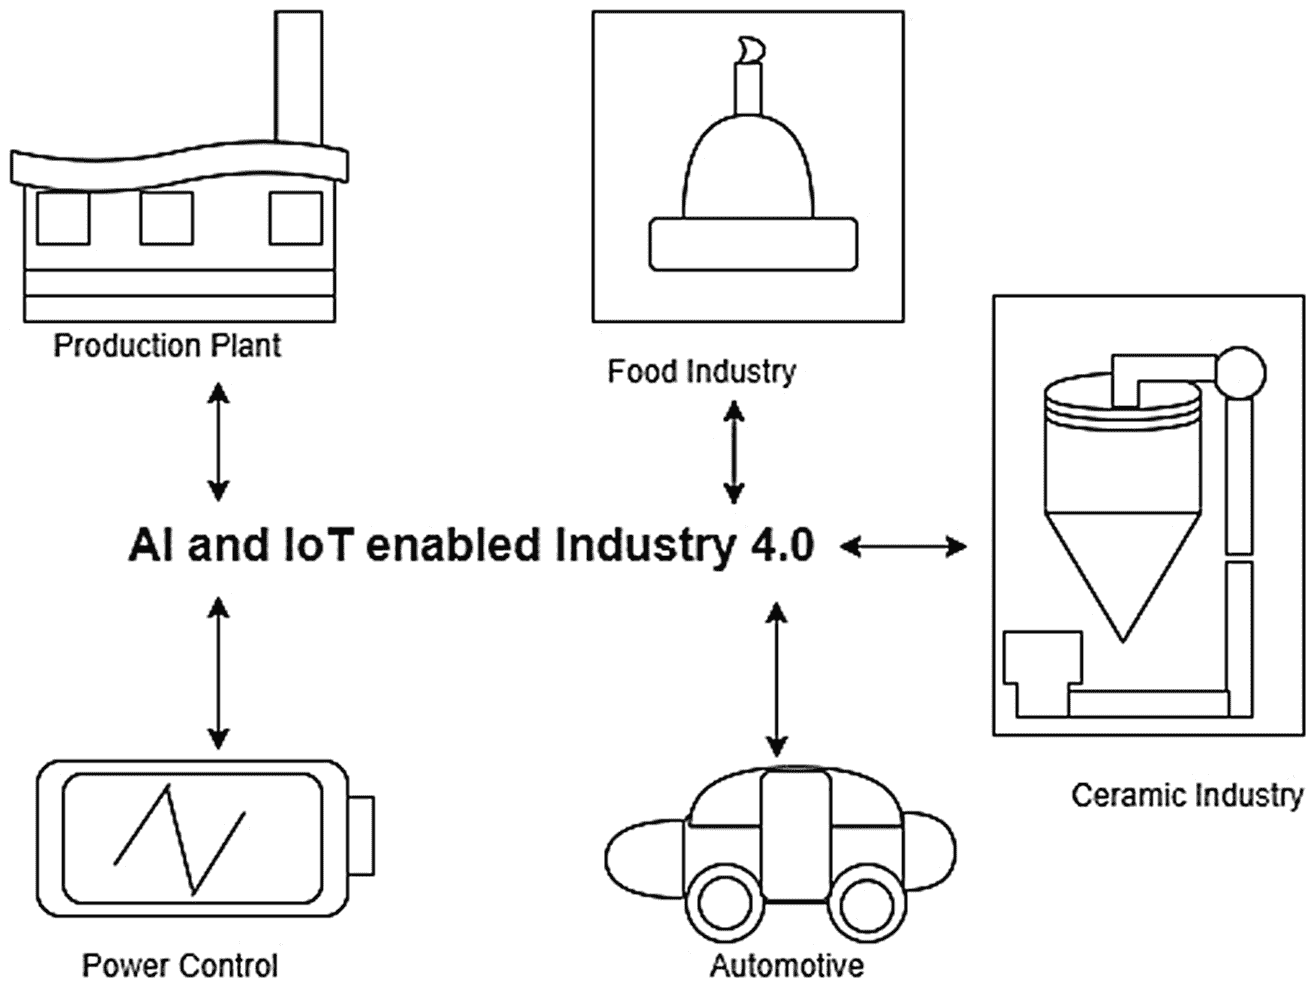 Production Plant
Food Industry
AI and IoT enabled Industry 4.0
Ceramic Industry
Power Control
Automotive